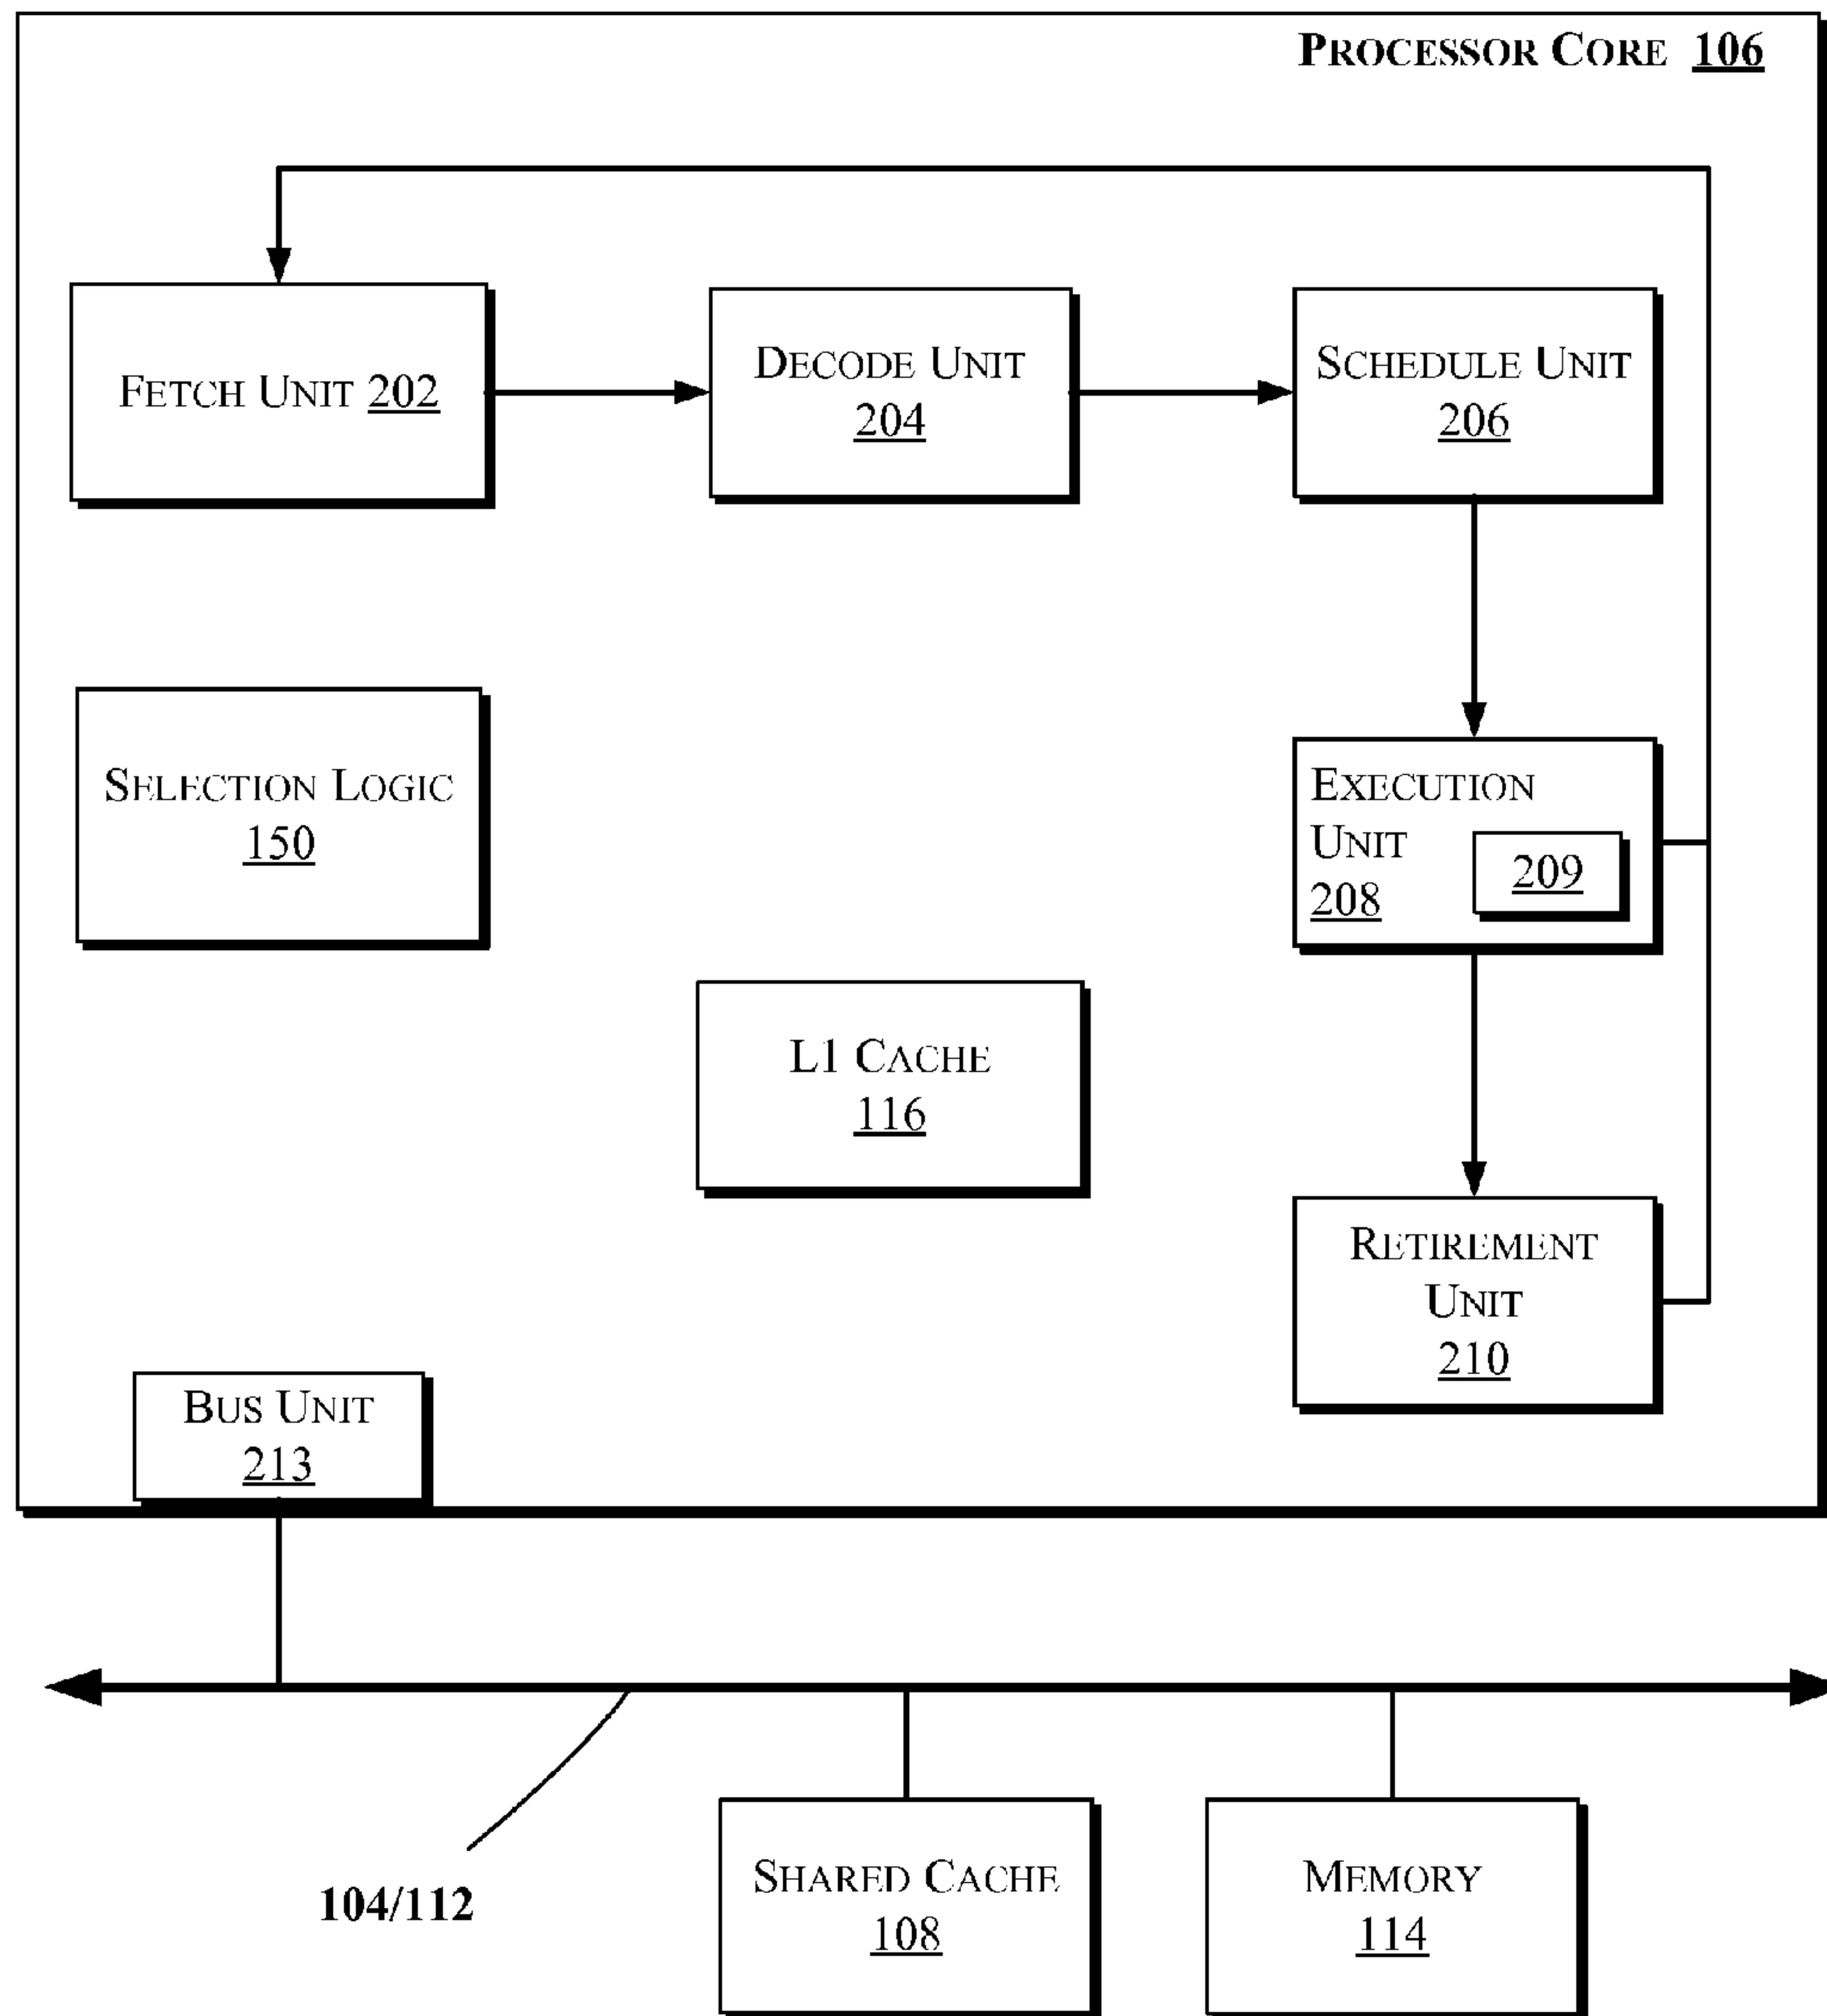 PROCESSOR CORE 106
FETCH UNIT 202
DECODE UNIT
204
SCHEDULE UNIT
206
SELECTION LOGIC
150
EXECUTION
UNIT
208
209
L1 CACHE
116
RETIREMENT
UNIT
210
BUS UNIT
213
104/112
SHARED CACHE
108
MEMORY
114